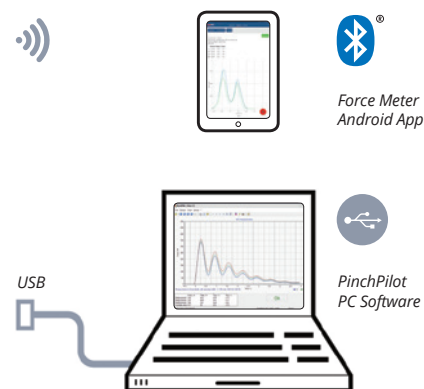 ®
Force Meter
Android App
USB
PinchPilot
PC Software